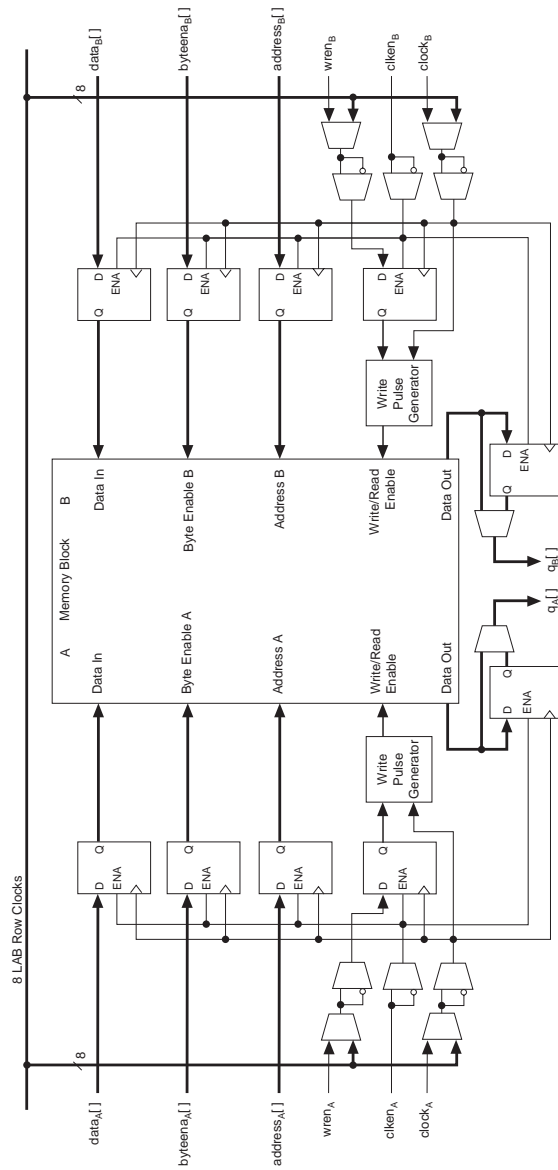 8 LAB Row Clocks
8
8
data_A[ ]
byteena_A[ ]
address_A[ ]
wren_A
clken_A
clock_A
D Q
ENA
D Q
ENA
D Q
ENA
D Q
ENA
Write
Pulse
Generator
A Memory Block B
Data In
Byte Enable A
Address A
Write/Read
Enable
Data Out
Data In
Byte Enable B
Address B
Write/Read
Enable
Data Out
D Q
ENA
q_A[ ]
D Q
ENA
q_B[ ]
Write
Pulse
Generator
Q D
ENA
Q D
ENA
Q D
ENA
Q D
ENA
data_B[ ]
byteena_B[ ]
address_B[ ]
wren_B
clken_B
clock_B